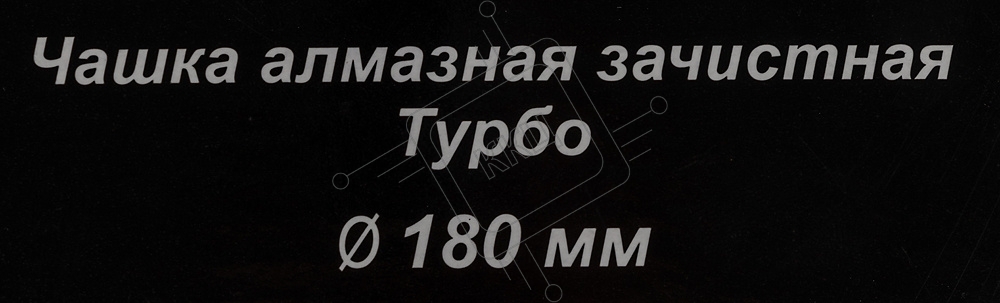 Чашка алмазная зачистная
Турбо
Ø 180 мм